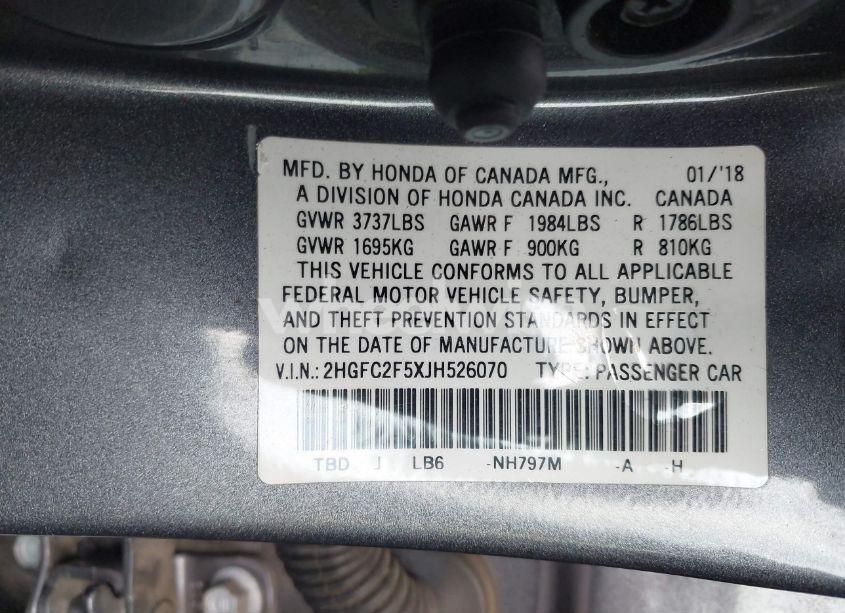 MFD. BY HONDA OF CANADA MFG., 01/'18
A DIVISION OF HONDA CANADA INC. CANADA
GVWR 3737LBS GAWR F 1984LBS R 1786LBS
GVWR 1695KG GAWR F 900KG R 810KG
THIS VEHICLE CONFORMS TO ALL APPLICABLE
FEDERAL MOTOR VEHICLE SAFETY, BUMPER,
AND THEFT PREVENTION STANDARDS IN EFFECT
ON THE DATE OF MANUFACTURE SHOWN ABOVE.
V.I.N.: 2HGFC2F5XJH526070 TYPE: PASSENGER CAR
TBD J LB6 -NH797M -A -H